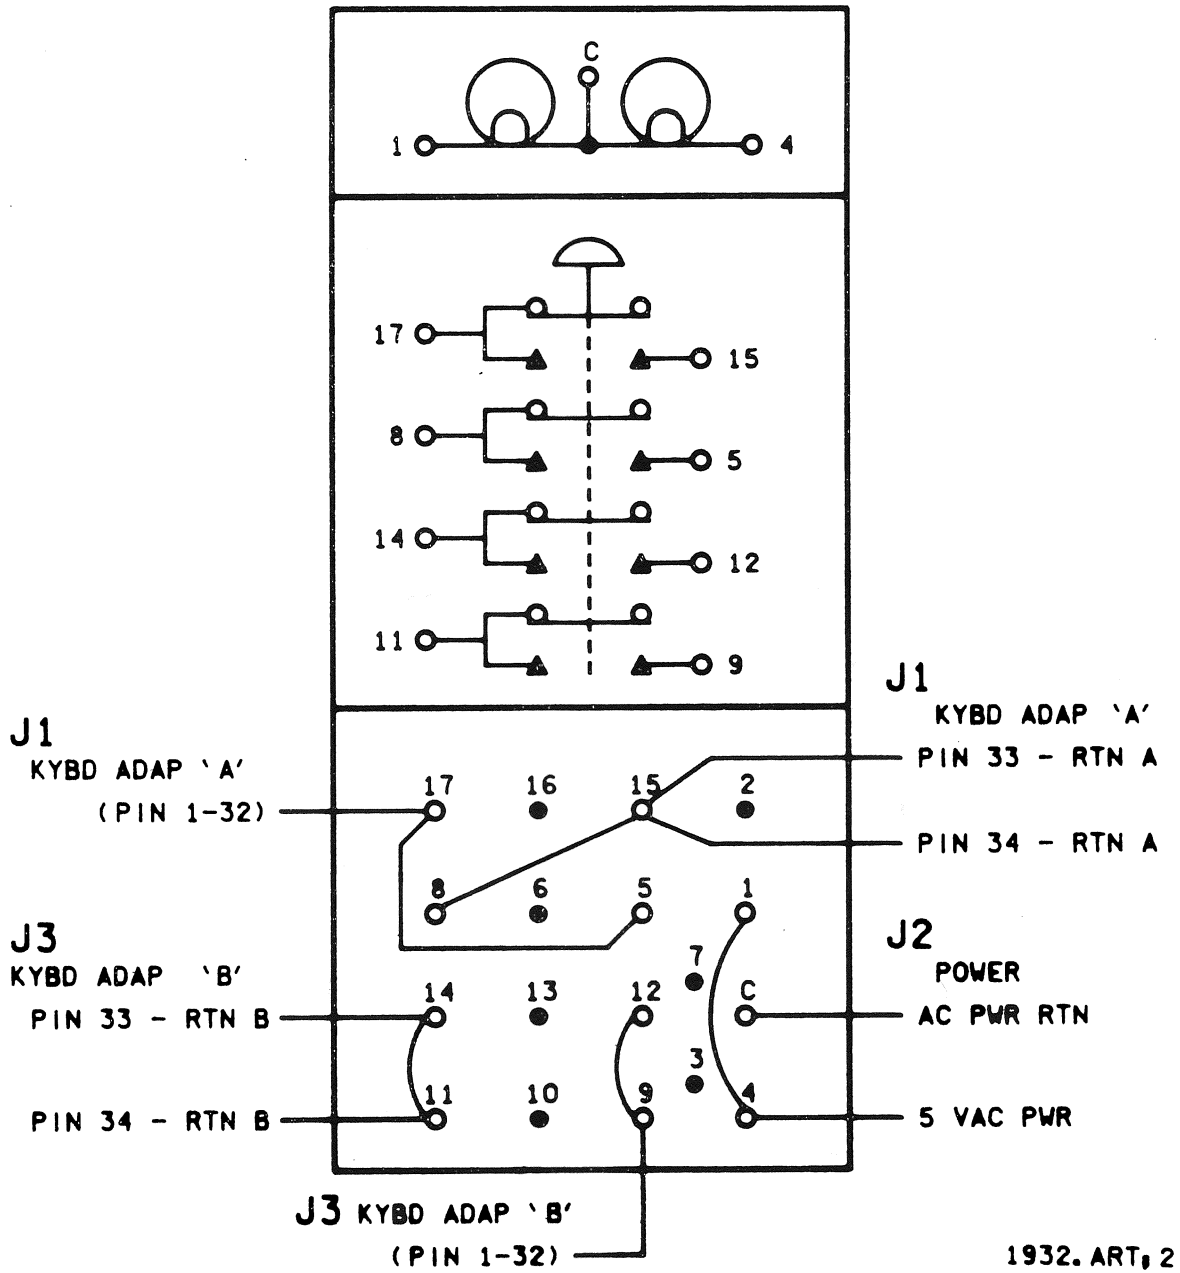 C
1 4
17
15
8
5
14
12
11
9
J1
KYBD ADAP 'A'
PIN 33 - RTN A
PIN 34 - RTN A
J1
KYBD ADAP 'A'
(PIN 1-32)
17 16 15 2
8 6 5 1
J3
KYBD ADAP 'B'
PIN 33 - RTN B
PIN 34 - RTN B
7
14 13 12 C
3
11 10 9 4
J2
POWER
AC PWR RTN
5 VAC PWR
J3 KYBD ADAP 'B'
(PIN 1-32)
1932.ART;2